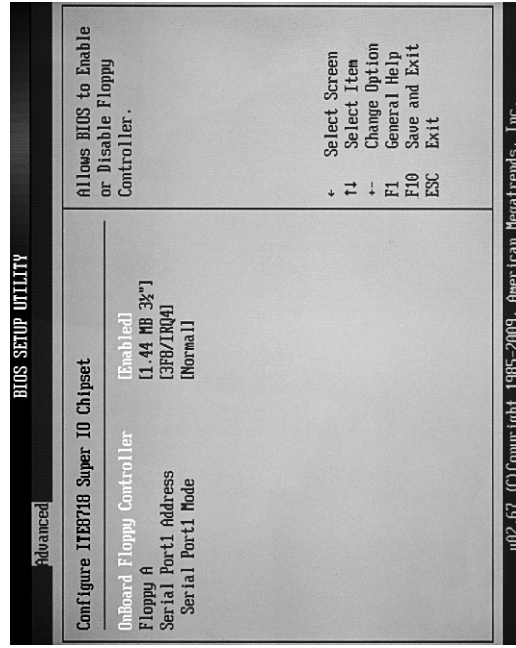 BIOS SETUP UTILITY
Advanced
Configure ITE8718 Super IO Chipset
OnBoard Floppy Controller [Enabled]
Floppy A [1.44 MB 3½"]
Serial Port1 Address [3F8/IRQ4]
Serial Port1 Mode [Normal]
Allows BIOS to Enable
or Disable Floppy
Controller.
← Select Screen
↑↓ Select Item
+- Change Option
F1 General Help
F10 Save and Exit
ESC Exit
v02.67 (C)Copyright 1985-2009, American Megatrends, Inc.